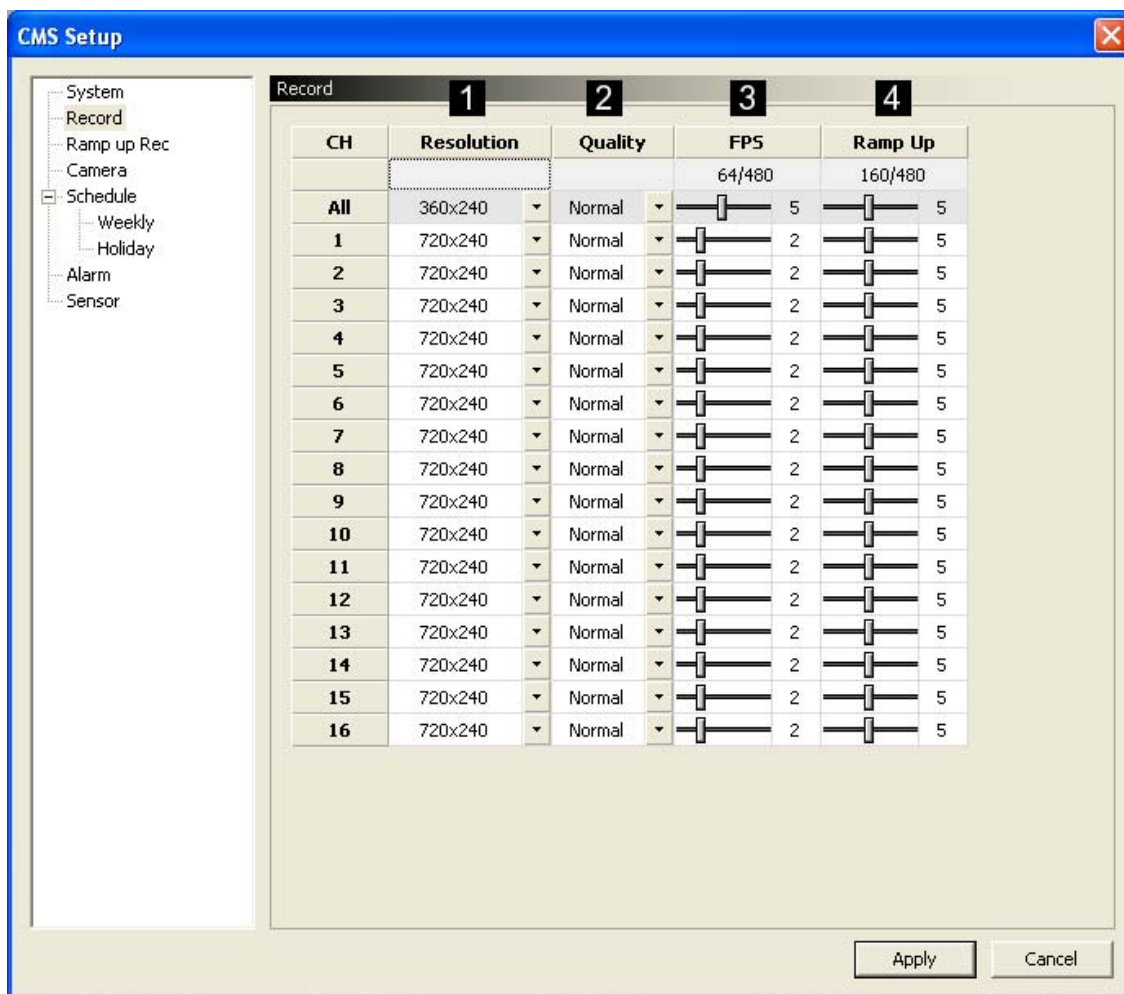 CMS Setup
System
Record
Ramp up Rec
Camera
Schedule
Weekly
Holiday
Alarm
Sensor
Record
1 2 3 4
CH Resolution Quality FPS Ramp Up
64/480 160/480
All 360x240 Normal 5 5
1 720x240 Normal 2 5
2 720x240 Normal 2 5
3 720x240 Normal 2 5
4 720x240 Normal 2 5
5 720x240 Normal 2 5
6 720x240 Normal 2 5
7 720x240 Normal 2 5
8 720x240 Normal 2 5
9 720x240 Normal 2 5
10 720x240 Normal 2 5
11 720x240 Normal 2 5
12 720x240 Normal 2 5
13 720x240 Normal 2 5
14 720x240 Normal 2 5
15 720x240 Normal 2 5
16 720x240 Normal 2 5
Apply Cancel